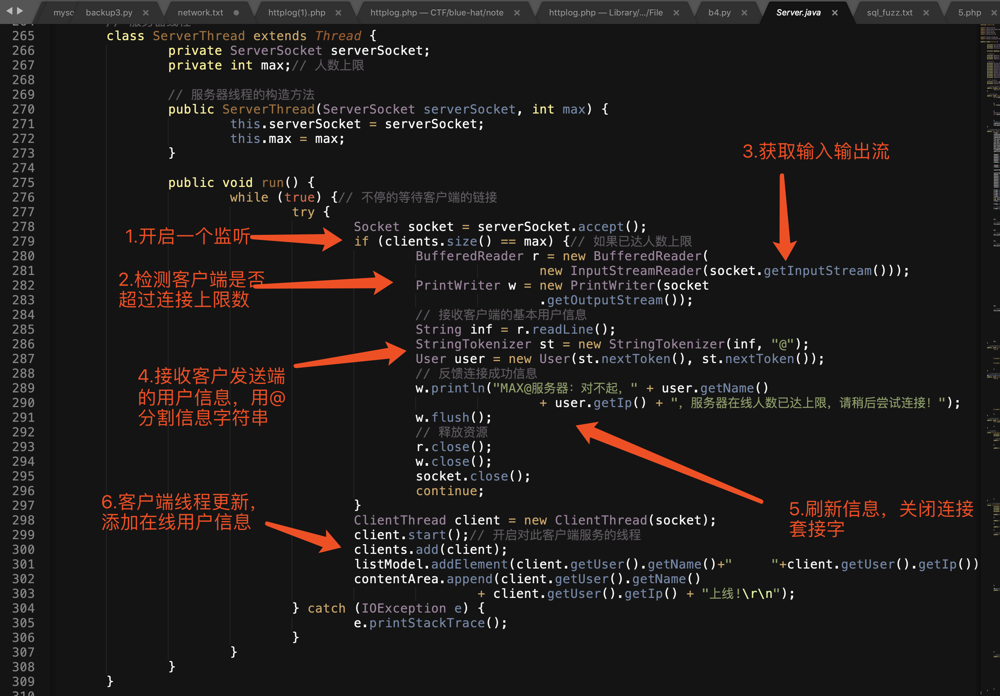 backup3.py
network.txt
httplog(1).php
httplog.php — CTF/blue-hat/note
httplog.php — Library/.../File
b4.py
Server.java
sql_fuzz.txt
5.php
265 class ServerThread extends Thread {
266 private ServerSocket serverSocket;
267 private int max;// 人数上限
268
269 // 服务器线程的构造方法
270 public ServerThread(ServerSocket serverSocket, int max) {
271 this.serverSocket = serverSocket;
272 this.max = max;
273 }
3.获取输入输出流
274
275 public void run() {
276 while (true) {// 不停的等待客户端的链接
277 try {
278 Socket socket = serverSocket.accept();
1.开启一个监听
279 if (clients.size() == max) {// 如果已达人数上限
280 BufferedReader r = new BufferedReader(
281 new InputStreamReader(socket.getInputStream()));
2.检测客户端是否
超过连接上限数
282 PrintWriter w = new PrintWriter(socket
283 .getOutputStream());
284 // 接收客户端的基本用户信息
285 String inf = r.readLine();
286 StringTokenizer st = new StringTokenizer(inf, "@");
287 User user = new User(st.nextToken(), st.nextToken());
288 // 反馈连接成功信息
4.接收客户发送端
的用户信息，用@
分割信息字符串
289 w.println("MAX@服务器：对不起，" + user.getName()
290 + user.getIp() + "，服务器在线人数已达上限，请稍后尝试连接！");
291 w.flush();
292 // 释放资源
293 r.close();
294 w.close();
295 socket.close();
296 continue;
297 }
6.客户端线程更新，
添加在线用户信息
5.刷新信息，关闭连接
套接字
298 ClientThread client = new ClientThread(socket);
299 client.start();// 开启对此客户端服务的线程
300 clients.add(client);
301 listModel.addElement(client.getUser().getName()+"     "+client.getUser().getIp())
302 contentArea.append(client.getUser().getName()
303 + client.getUser().getIp() + "上线!\r\n");
304 } catch (IOException e) {
305 e.printStackTrace();
306 }
307 }
308 }
309 }